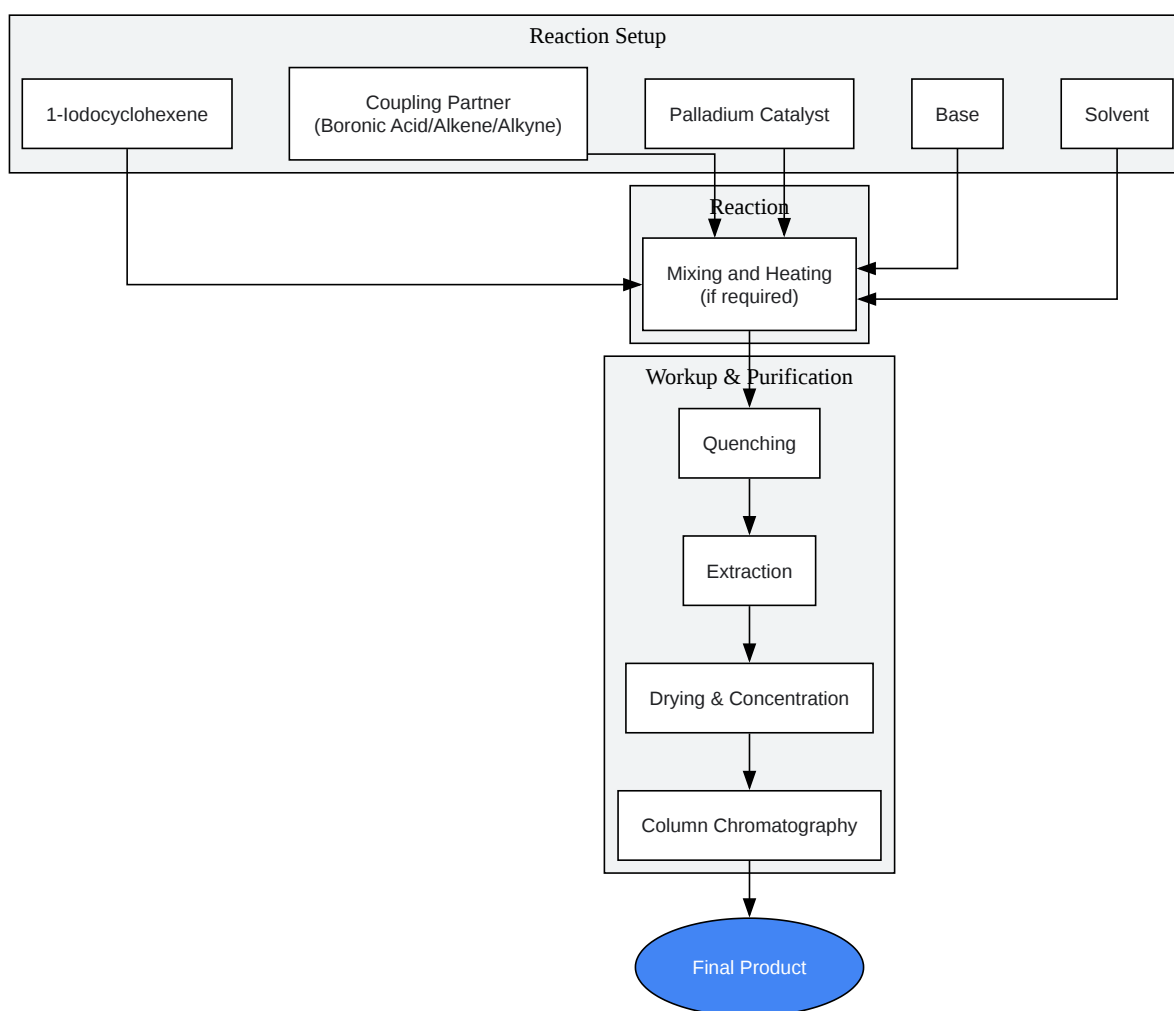 Reaction Setup
1-Iodocyclohexene
Coupling Partner
(Boronic Acid/Alkene/Alkyne)
Palladium Catalyst
Base
Solvent
Reaction
Mixing and Heating
(if required)
Workup & Purification
Quenching
Extraction
Drying & Concentration
Column Chromatography
Final Product